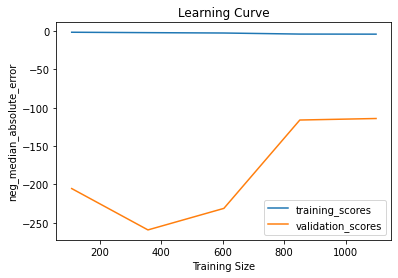 Learning Curve
0
−50
−100
−150
−200
−250
neg_median_absolute_error
training_scores
validation_scores
200
400
600
800
1000
Training Size